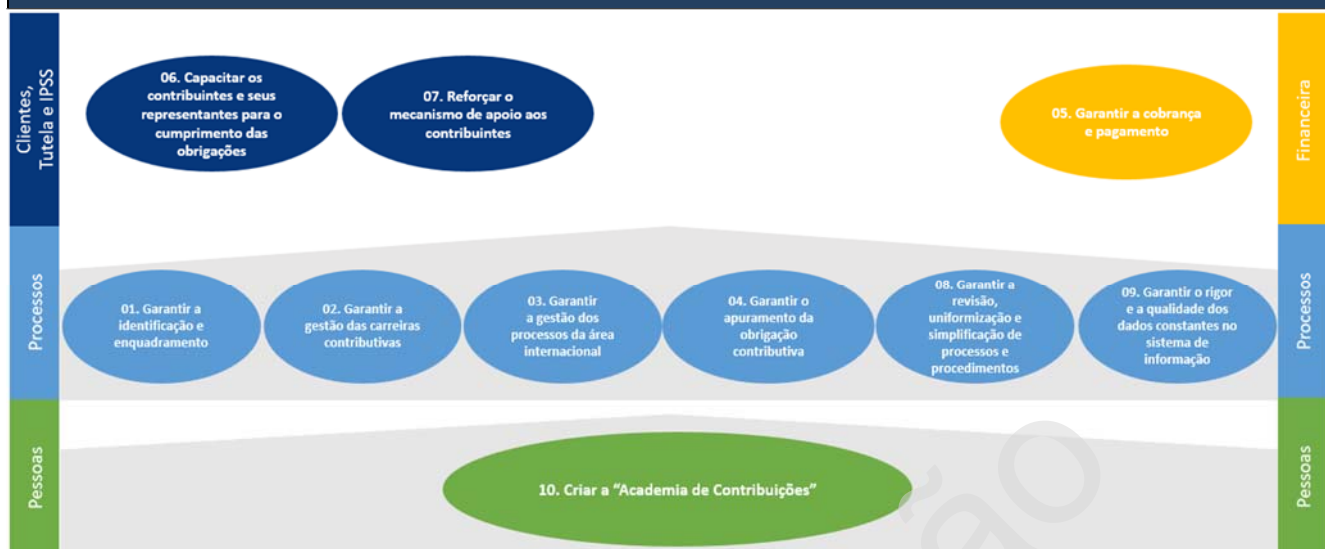 Clientes,
Tutela e IPSS
06. Capacitar os
contribuintes e seus
representantes para o
cumprimento das
obrigações
07. Reforçar o
mecanismo de apoio aos
contribuintes
05. Garantir a cobrança
e pagamento
Financeira
Processos
01. Garantir a
identificação e
enquadramento
02. Garantir a
gestão das carreiras
contributivas
03. Garantir
a gestão dos
processos da área
internacional
04. Garantir o
apuramento da
obrigação
contributiva
08. Garantir a
revisão,
uniformização e
simplificação de
processos e
procedimentos
09. Garantir o rigor
e a qualidade dos
dados constantes no
sistema de
informação
Processos
Pessoas
10. Criar a “Academia de Contribuições”
Pessoas
ão